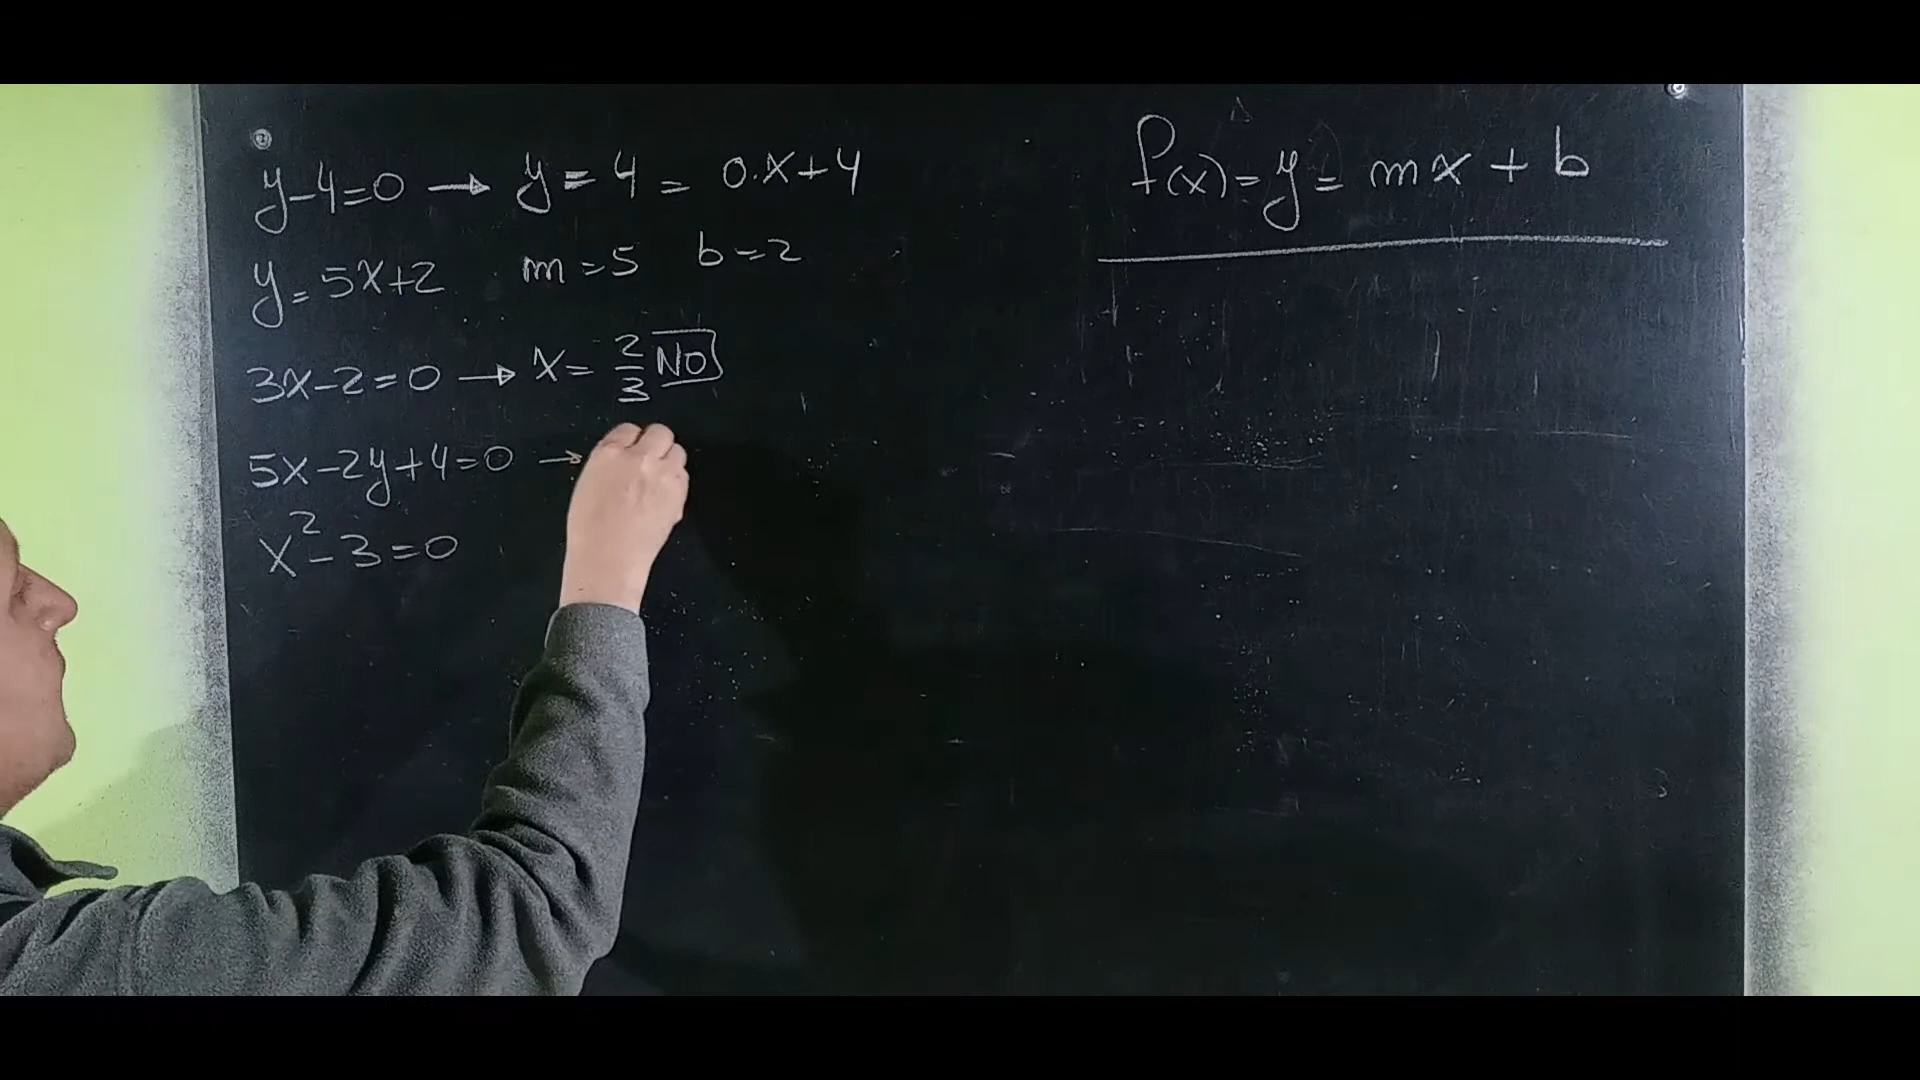 y-4=0 → y=4= 0.x+4
y=5x+2 m=5 b=2
3x-2=0 → x= 2/3 NO
5x-2y+4=0 →
x²-3=0
f(x)=y= mx+b